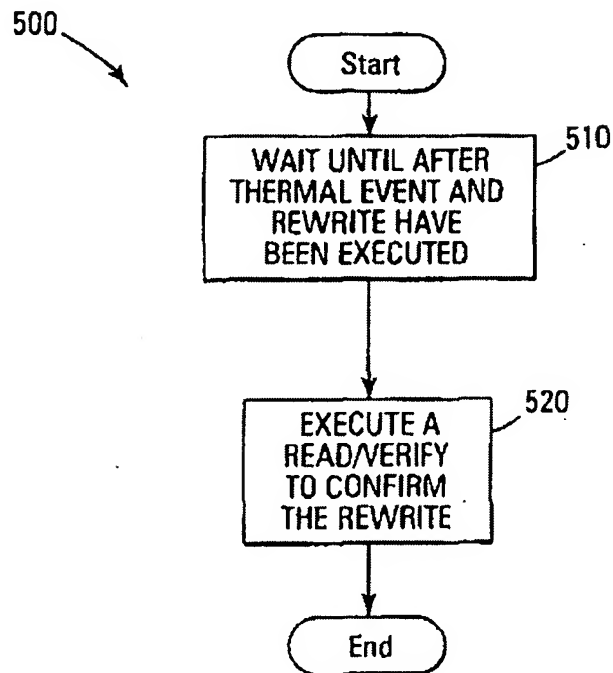 500
Start
510
WAIT UNTIL AFTER
THERMAL EVENT AND
REWRITE HAVE
BEEN EXECUTED
520
EXECUTE A
READ/VERIFY
TO CONFIRM
THE REWRITE
End